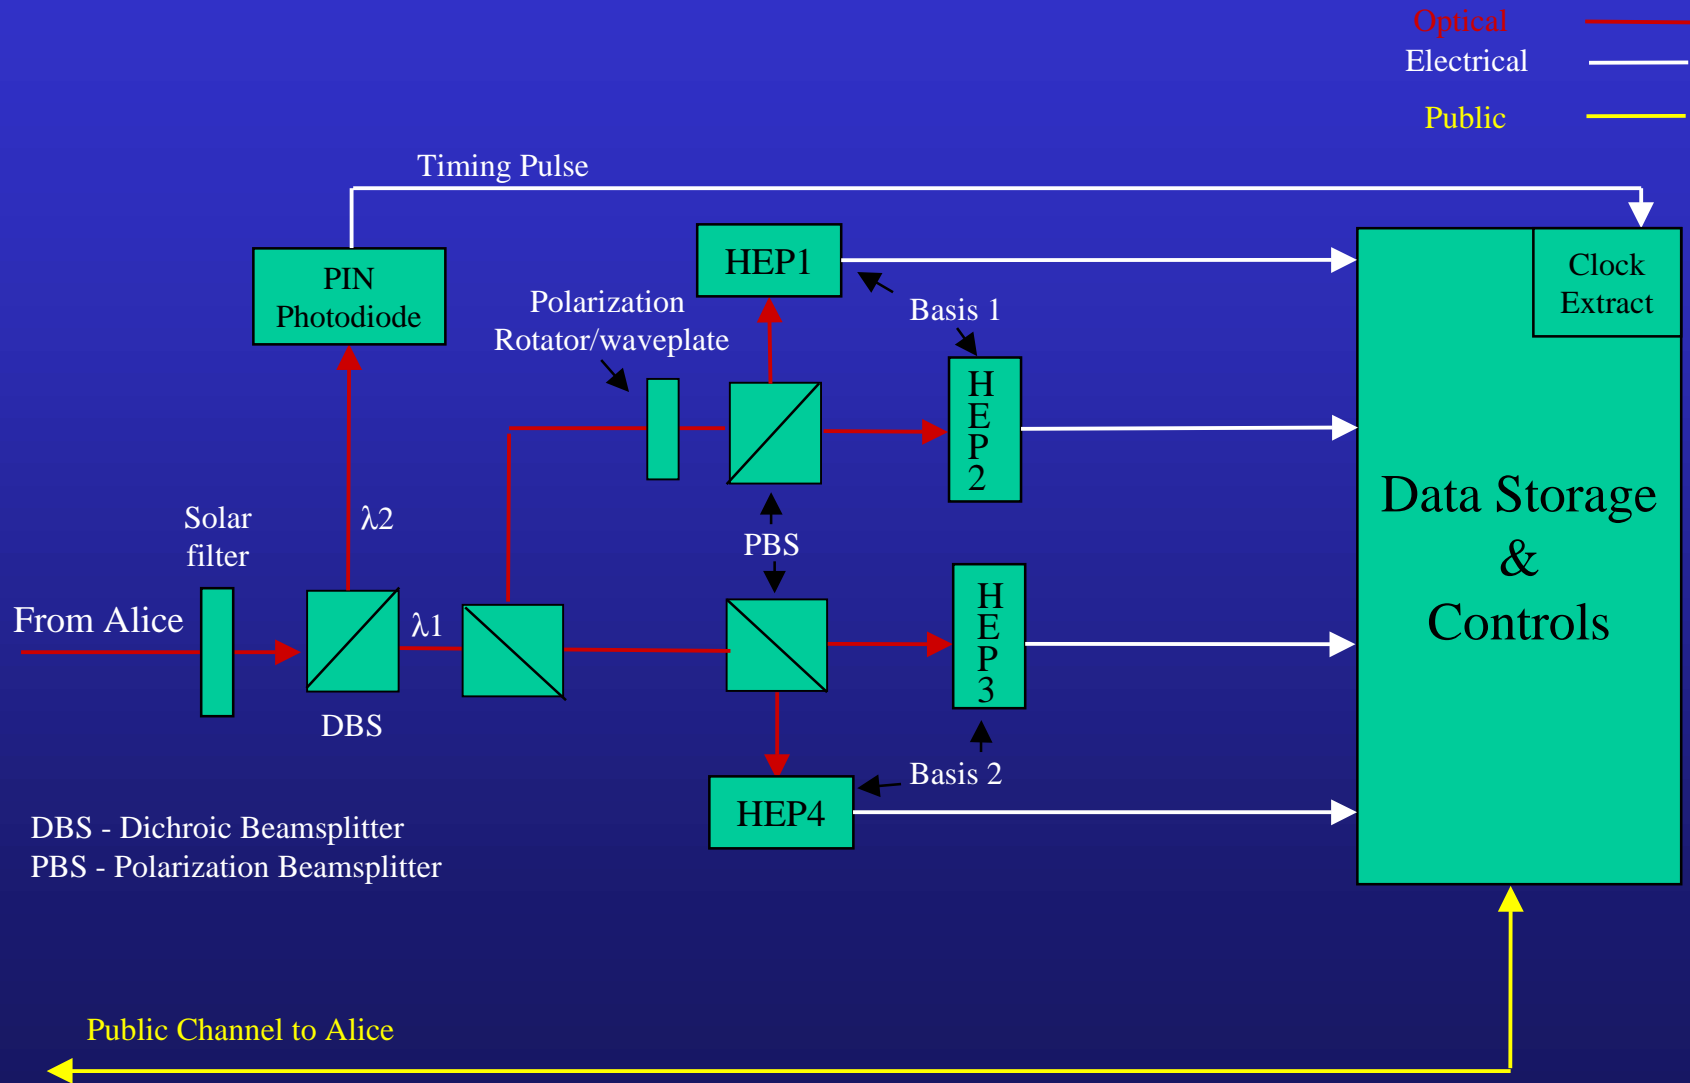 Optical
Electrical
Public
Timing Pulse
PIN
Photodiode
HEP1
Clock
Extract
Polarization
Rotator/waveplate
Basis 1
H
E
P
2
Data Storage
&
Controls
λ2
Solar
filter
PBS
From Alice
λ1
H
E
P
3
DBS
Basis 2
HEP4
DBS - Dichroic Beamsplitter
PBS - Polarization Beamsplitter
Public Channel to Alice